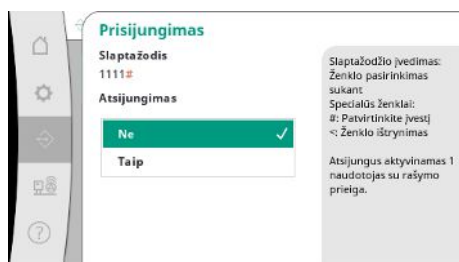 Prisijungimas
Slaptažodis
1111#
Atsijungimas
Ne
Taip
Slaptažodžio įvedimas:
Ženklo pasirinkimas
sukant
Specialūs ženklai:
#: Patvirtinkite įvestį
<: Ženklo ištrynimas
Atsijungus aktyvinamas 1
naudotojas su rašymo
prieiga.